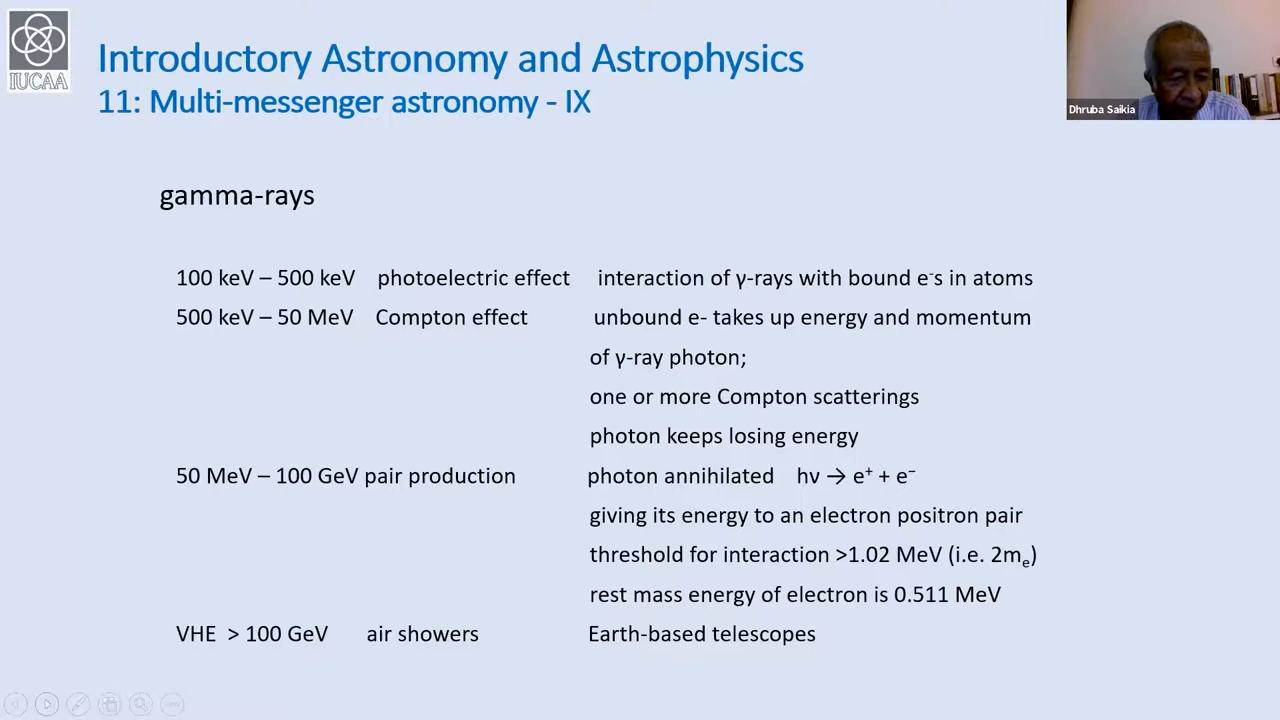 IUCAA
Introductory Astronomy and Astrophysics
11: Multi-messenger astronomy - IX
Dhruba Saikia
gamma-rays
100 keV – 500 keV photoelectric effect interaction of γ-rays with bound e⁻s in atoms
500 keV – 50 MeV Compton effect unbound e- takes up energy and momentum
of γ-ray photon;
one or more Compton scatterings
photon keeps losing energy
50 MeV – 100 GeV pair production photon annihilated hν → e⁺ + e⁻
giving its energy to an electron positron pair
threshold for interaction >1.02 MeV (i.e. 2mₑ)
rest mass energy of electron is 0.511 MeV
VHE > 100 GeV air showers Earth-based telescopes